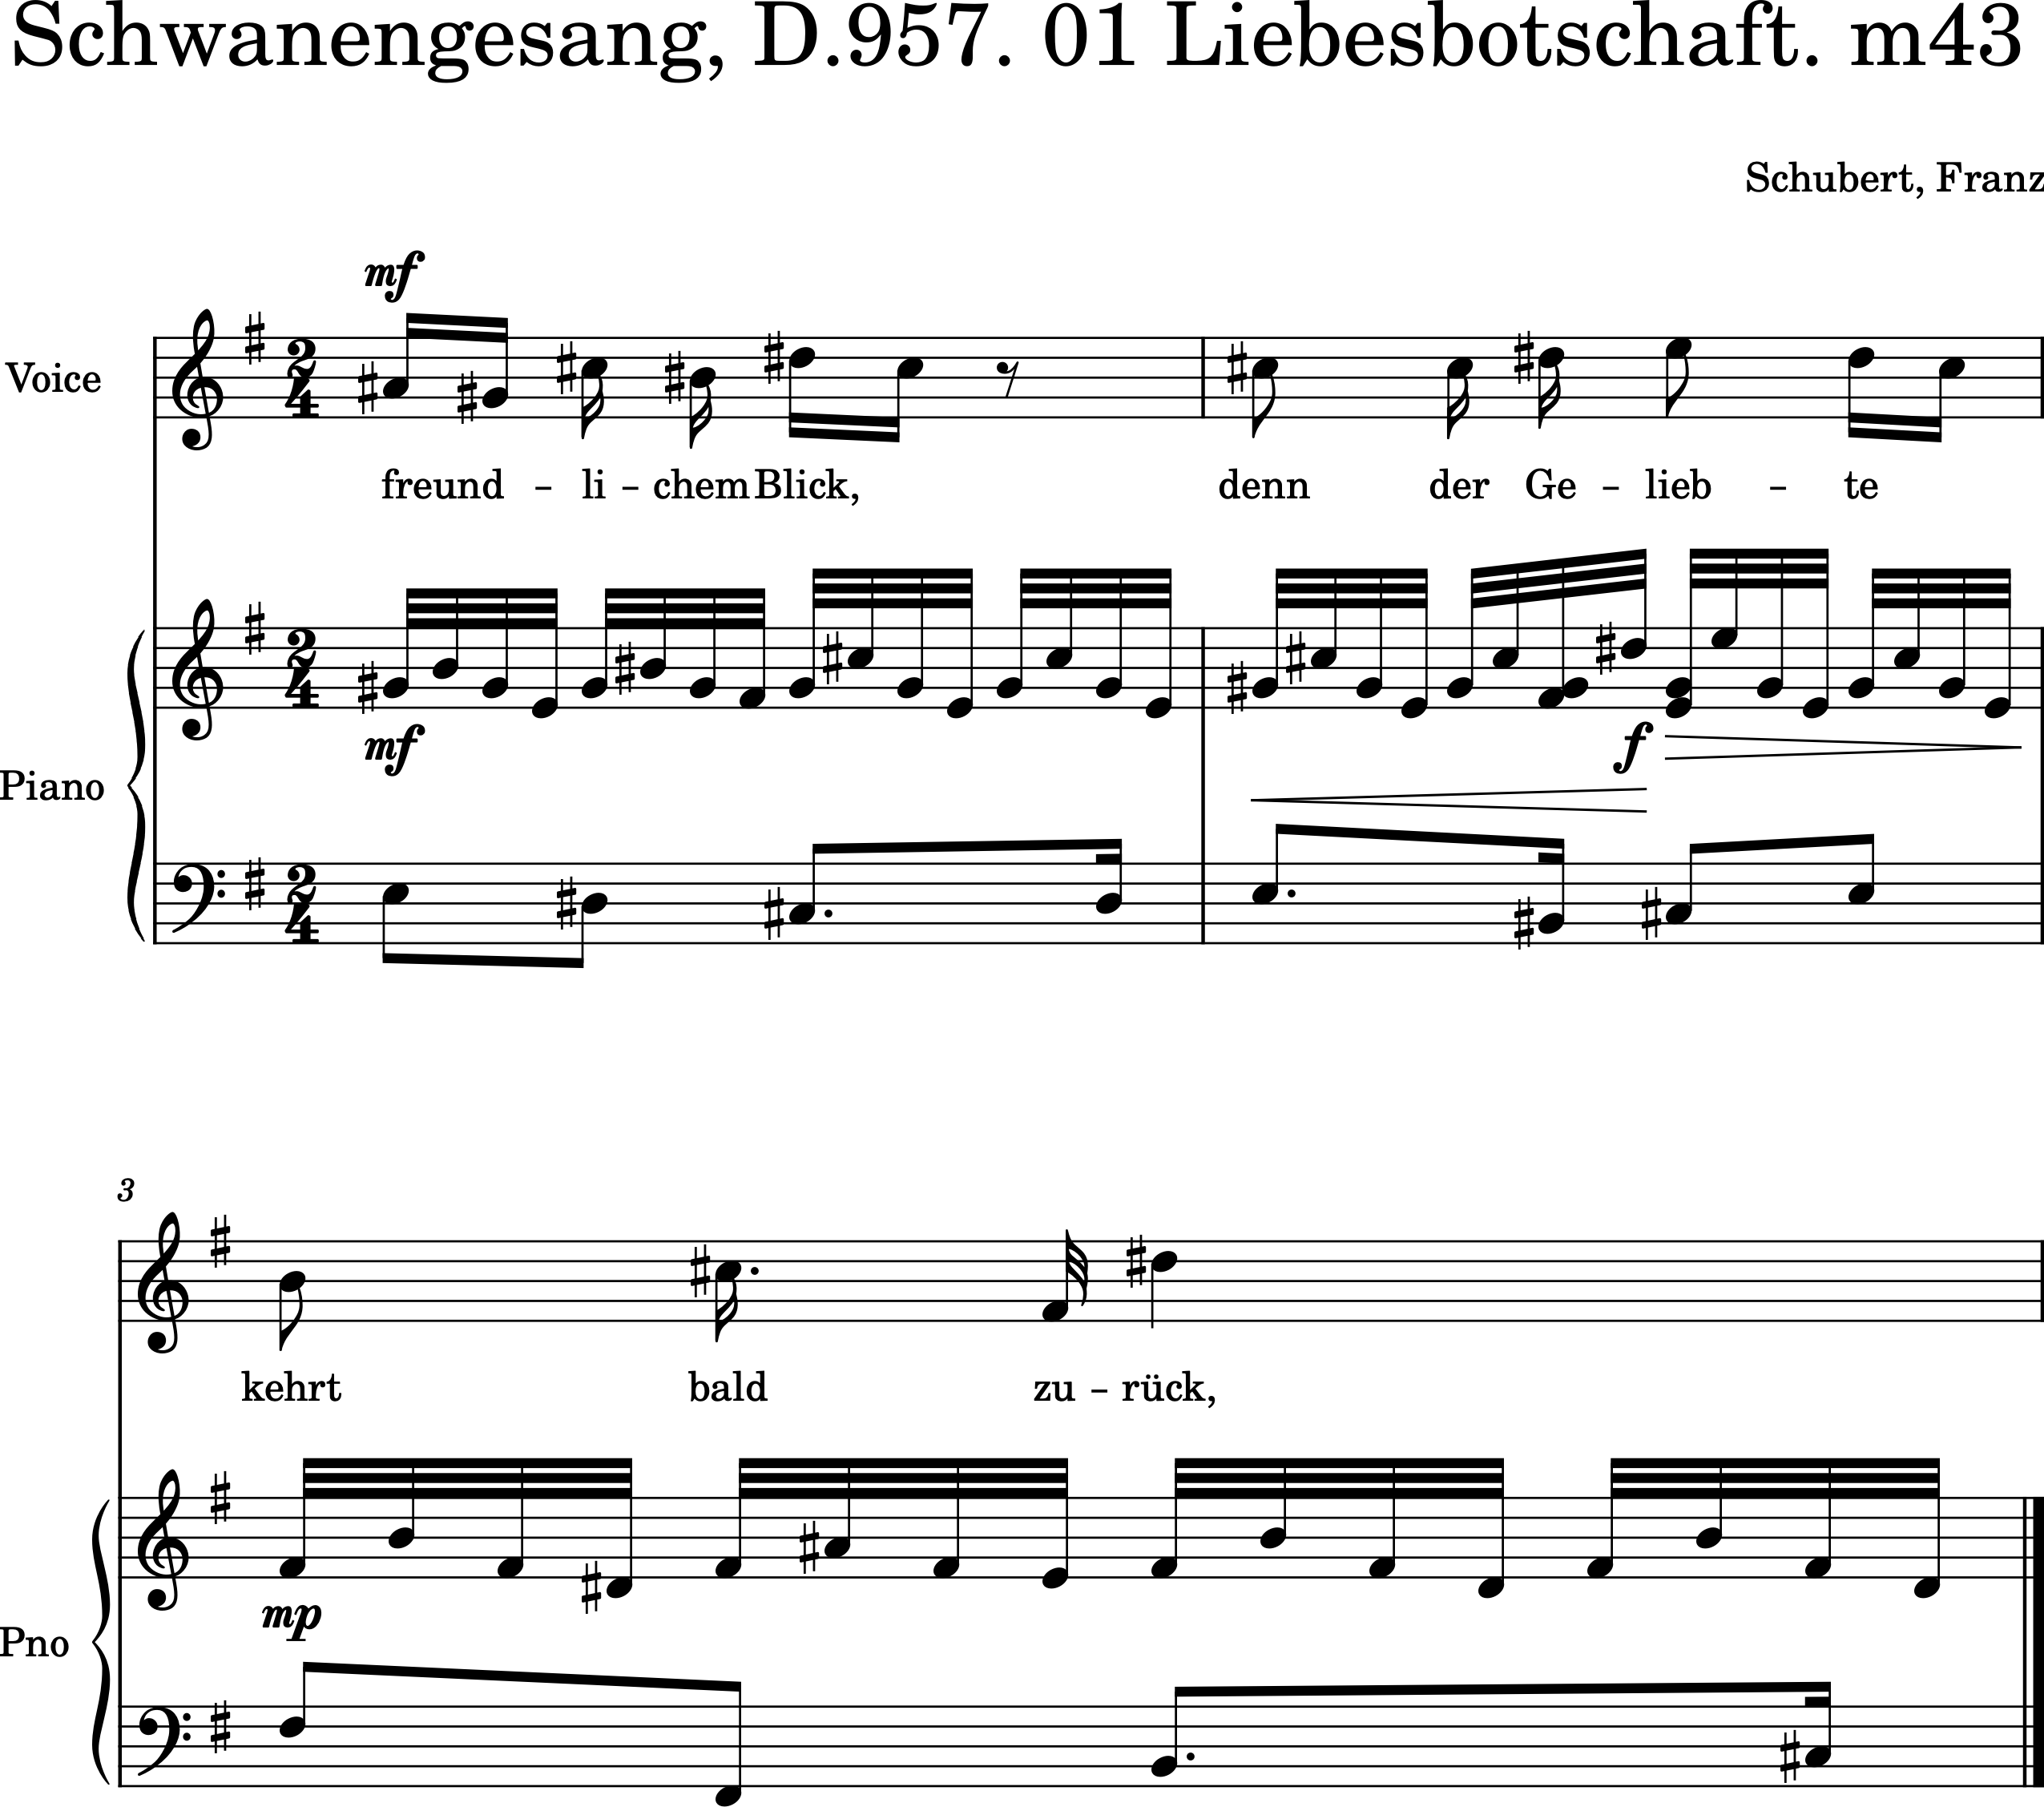 Schwanengesang, D.957. 01 Liebesbotschaft. m43
Schubert, Franz
mf
Voice
freund - li - chem Blick, denn der Ge - lieb - te
mf f
Piano
3
kehrt bald zu - rück,
mp
Pno